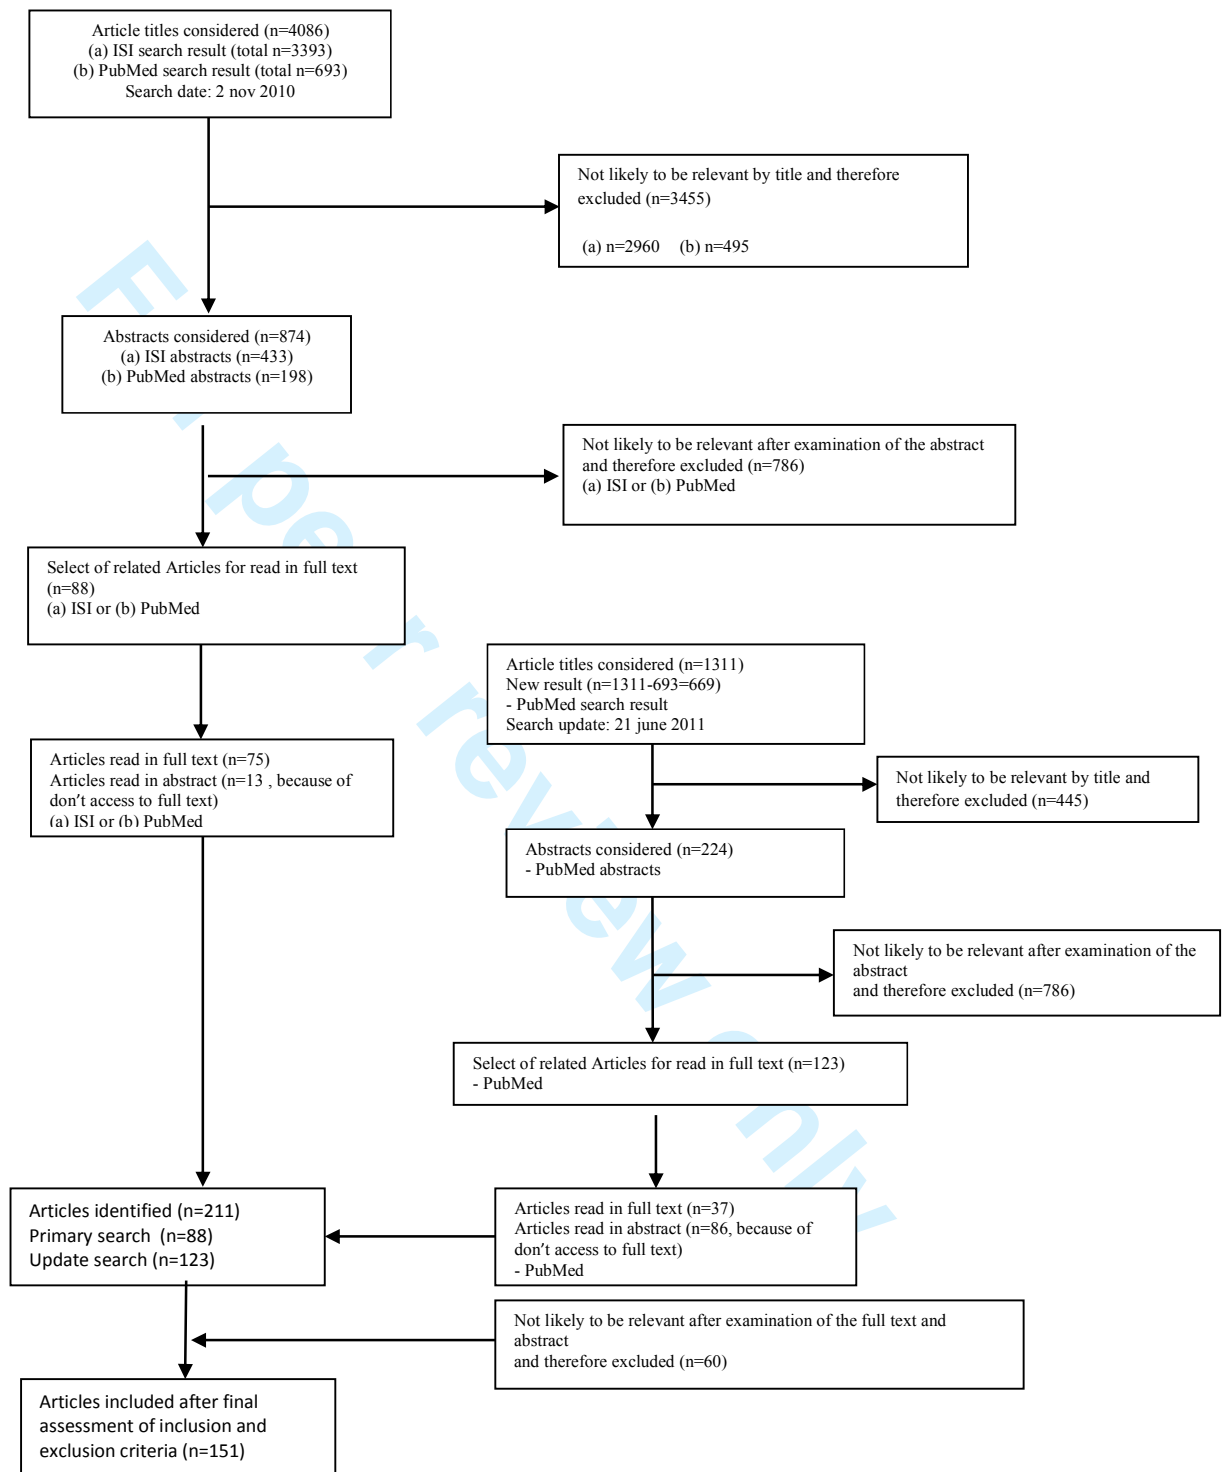 Article titles considered (n=4086)
(a) ISI search result (total n=3393)
(b) PubMed search result (total n=693)
Search date: 2 nov 2010
Not likely to be relevant by title and therefore
excluded (n=3455)
(a) n=2960    (b) n=495
Abstracts considered (n=874)
(a) ISI abstracts (n=433)
(b) PubMed abstracts (n=198)
Not likely to be relevant after examination of the abstract
and therefore excluded (n=786)
(a) ISI or (b) PubMed
Select of related Articles for read in full text
(n=88)
(a) ISI or (b) PubMed
Article titles considered (n=1311)
New result (n=1311-693=669)
- PubMed search result
Search update: 21 june 2011
Articles read in full text (n=75)
Articles read in abstract (n=13 , because of
don't access to full text)
(a) ISI or (b) PubMed
Not likely to be relevant by title and
therefore excluded (n=445)
Abstracts considered (n=224)
- PubMed abstracts
Not likely to be relevant after examination of the
abstract
and therefore excluded (n=786)
Select of related Articles for read in full text (n=123)
- PubMed
Articles identified (n=211)
Primary search  (n=88)
Update search (n=123)
Articles read in full text (n=37)
Articles read in abstract (n=86, because of
don't access to full text)
- PubMed
Not likely to be relevant after examination of the full text and
abstract
and therefore excluded (n=60)
Articles included after final
assessment of inclusion and
exclusion criteria (n=151)
For peer review only